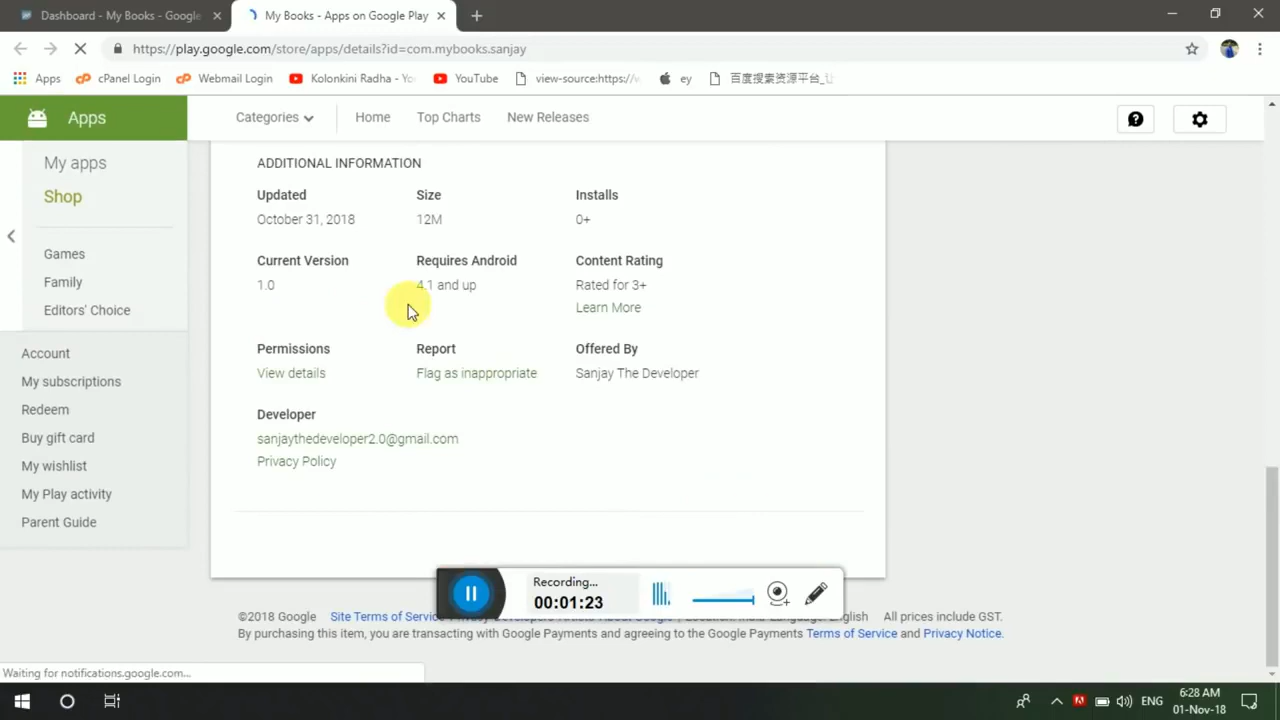 Dashboard - My Books - Google
My Books - Apps on Google Play
https://play.google.com/store/apps/details?id=com.mybooks.sanjay
Apps
cPanel Login
Webmail Login
Kolonkini Radha - Yo
YouTube
view-source:https://
ey
百度搜索资源平台_
Apps
Categories
Home
Top Charts
New Releases
My apps
Shop
Games
Family
Editors' Choice
Account
My subscriptions
Redeem
Buy gift card
My wishlist
My Play activity
Parent Guide
ADDITIONAL INFORMATION
Updated
October 31, 2018
Size
12M
Installs
0+
Current Version
1.0
Requires Android
4.1 and up
Content Rating
Rated for 3+
Learn More
Permissions
View details
Report
Flag as inappropriate
Offered By
Sanjay The Developer
Developer
sanjaythedeveloper2.0@gmail.com
Privacy Policy
Recording...
00:01:23
©2018 Google Site Terms of Servic English All prices include GST.
By purchasing this item, you are transacting with Google Payments and agreeing to the Google Payments Terms of Service and Privacy Notice.
Waiting for notifications.google.com...
ENG
6:28 AM
01-Nov-18